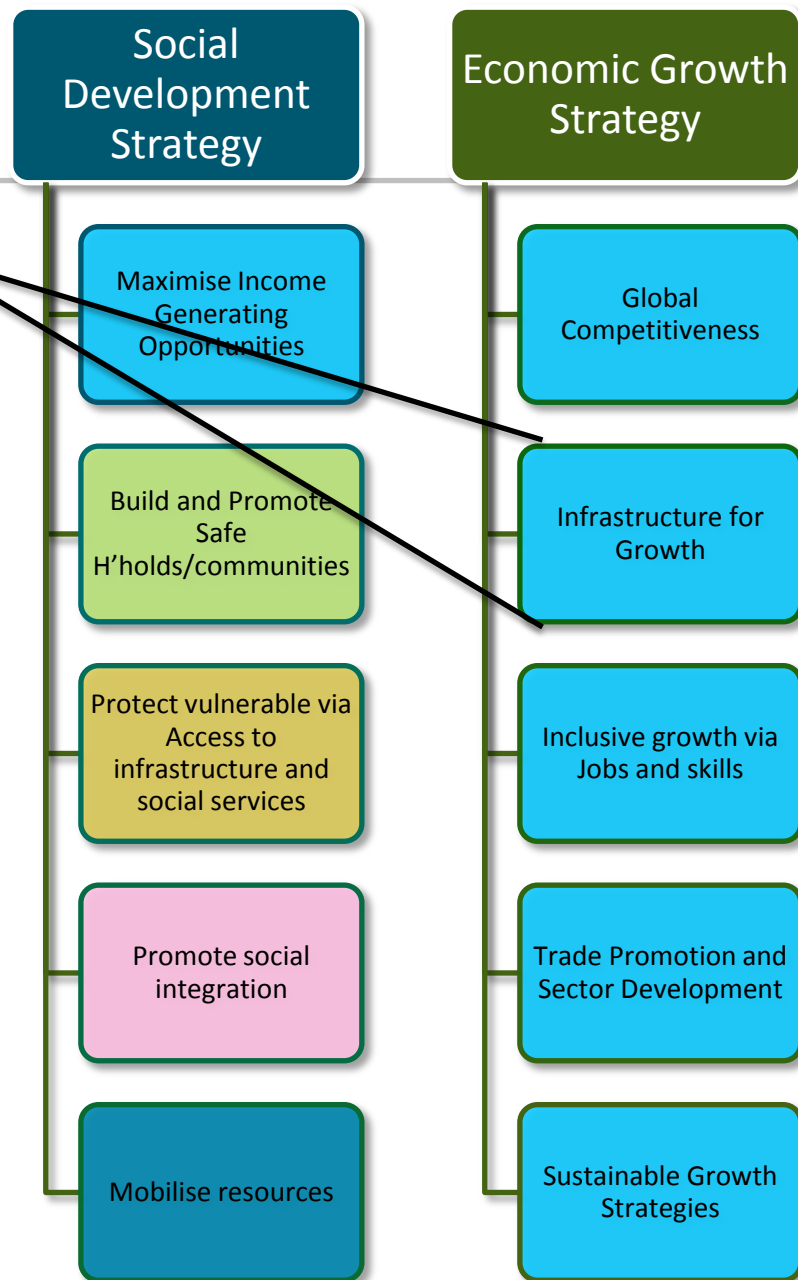 Social
Development
Strategy
Maximise Income
Generating
Opportunities
Build and Promote
Safe
H’holds/communities
Protect vulnerable via
Access to
infrastructure and
social services
Promote social
integration
Mobilise resources
Economic Growth
Strategy
Global
Competitiveness
Infrastructure for
Growth
Inclusive growth via
Jobs and skills
Trade Promotion and
Sector Development
Sustainable Growth
Strategies